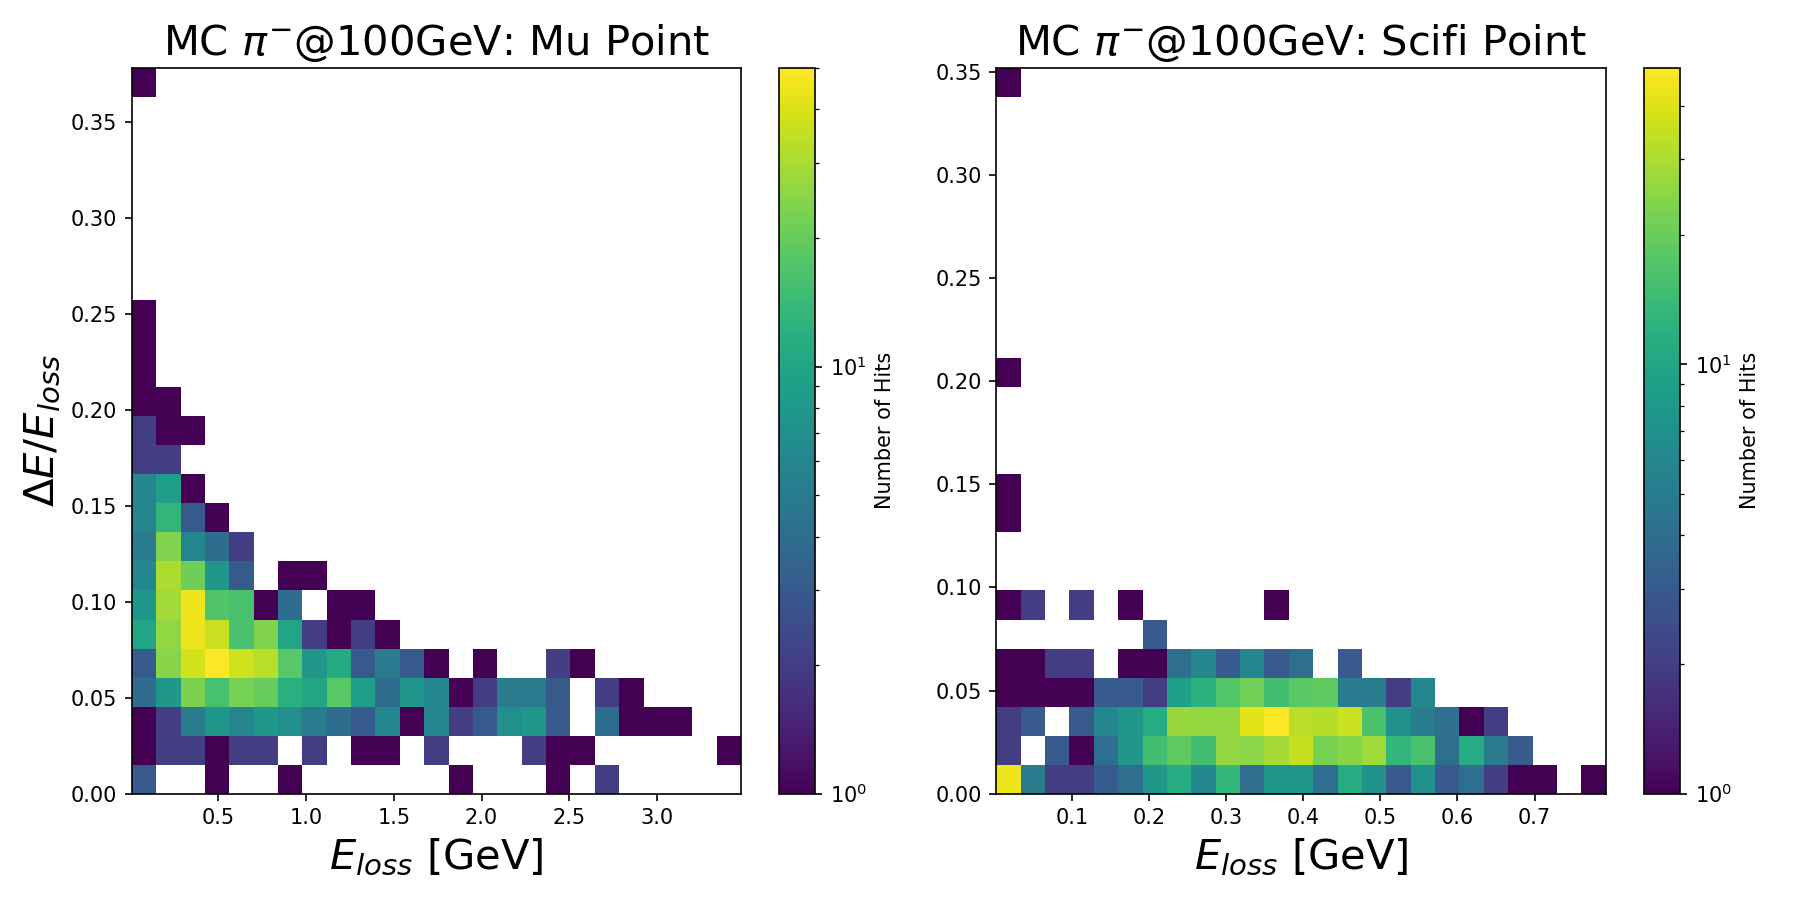 MC π⁻@100GeV: Mu Point
0.35
0.30
0.25
0.20
0.15
0.10
0.05
0.00
ΔE/E_loss
0.5 1.0 1.5 2.0 2.5 3.0
E_loss [GeV]
10¹
10⁰
Number of Hits
MC π⁻@100GeV: Scifi Point
0.35
0.30
0.25
0.20
0.15
0.10
0.05
0.00
0.1 0.2 0.3 0.4 0.5 0.6 0.7
E_loss [GeV]
10¹
10⁰
Number of Hits